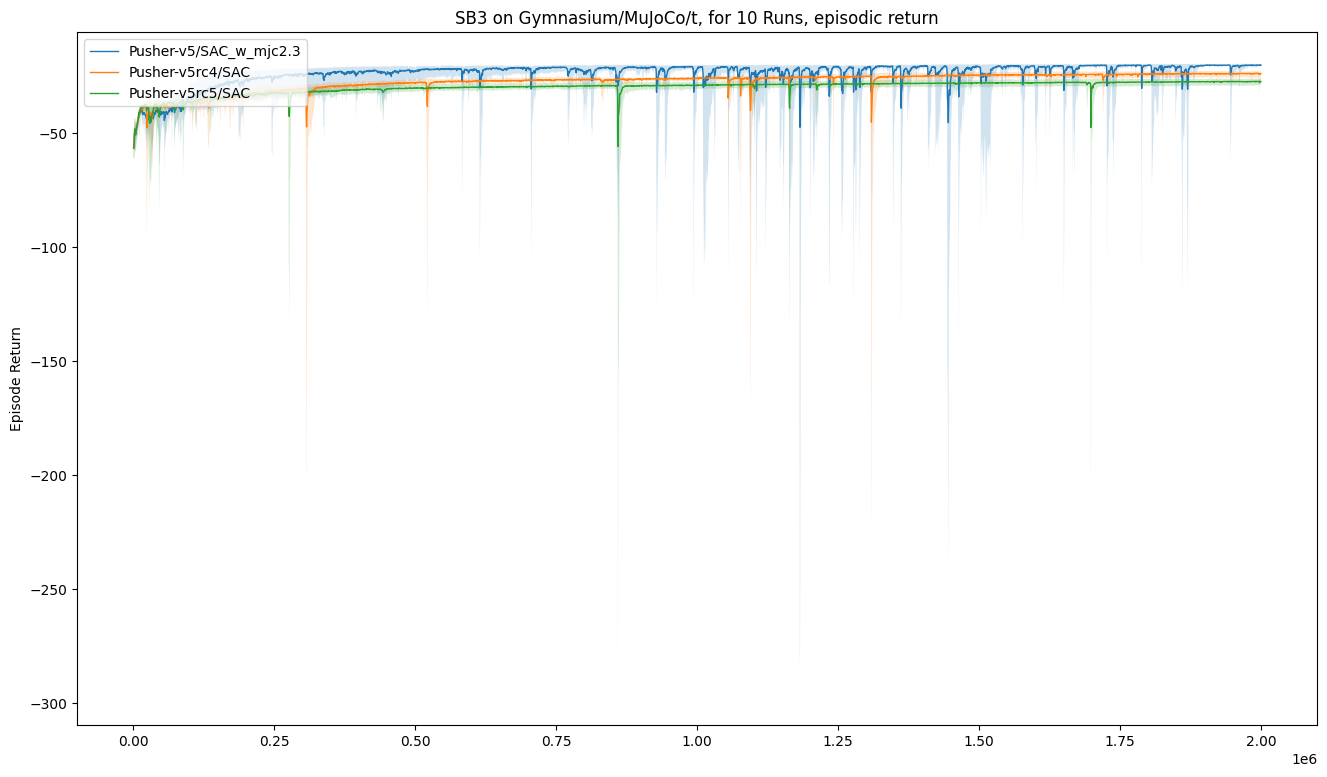 SB3 on Gymnasium/MuJoCo/t, for 10 Runs, episodic return
Pusher-v5/SAC_w_mjc2.3
Pusher-v5rc4/SAC
Pusher-v5rc5/SAC
Episode Return
−50
−100
−150
−200
−250
−300
0.00 0.25 0.50 0.75 1.00 1.25 1.50 1.75 2.00
1e6